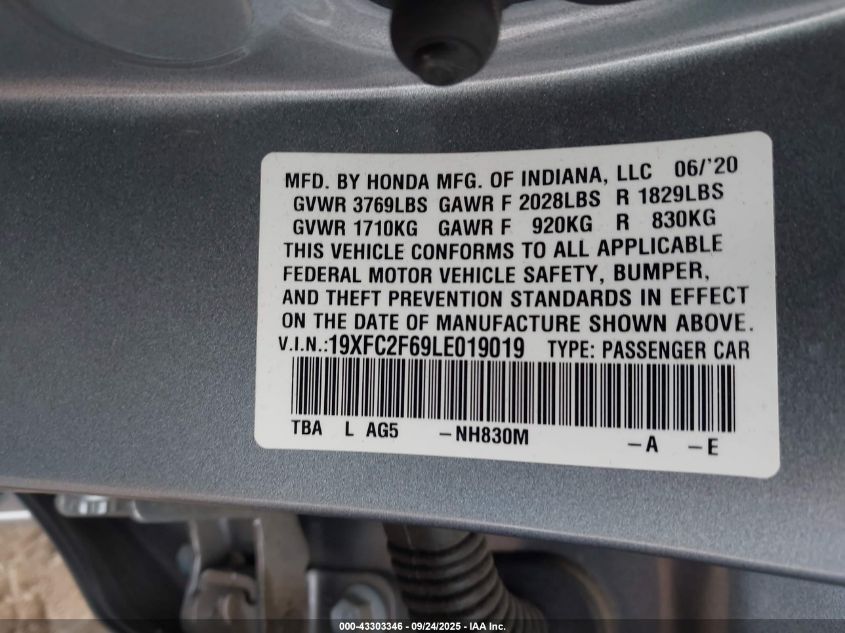 MFD. BY HONDA MFG. OF INDIANA, LLC 06/'20
GVWR 3769LBS GAWR F 2028LBS R 1829LBS
GVWR 1710KG GAWR F 920KG R 830KG
THIS VEHICLE CONFORMS TO ALL APPLICABLE
FEDERAL MOTOR VEHICLE SAFETY, BUMPER,
AND THEFT PREVENTION STANDARDS IN EFFECT
ON THE DATE OF MANUFACTURE SHOWN ABOVE.
V.I.N.:19XFC2F69LE019019 TYPE: PASSENGER CAR
TBA L AG5 -NH830M -A -E
000-43303346 - 09/24/2025 - IAA Inc.